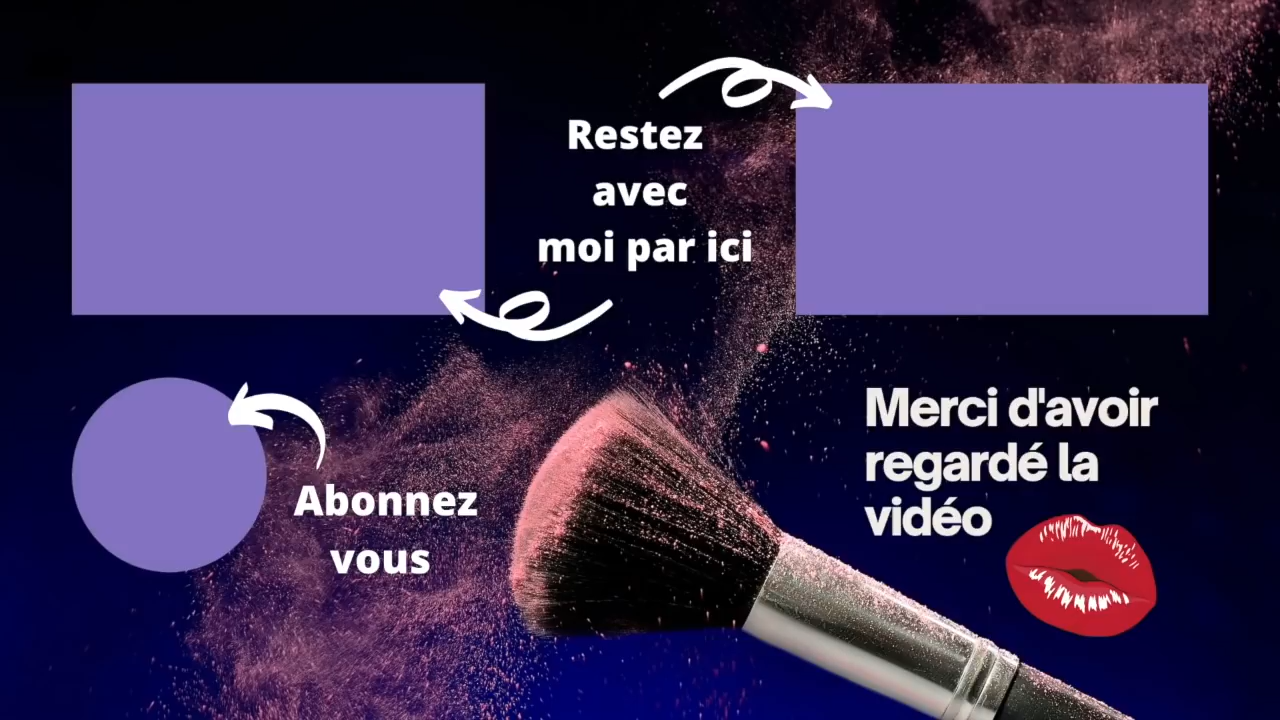 Restez
avec
moi par ici
Abonnez
vous
Merci d'avoir
regardé la
vidéo